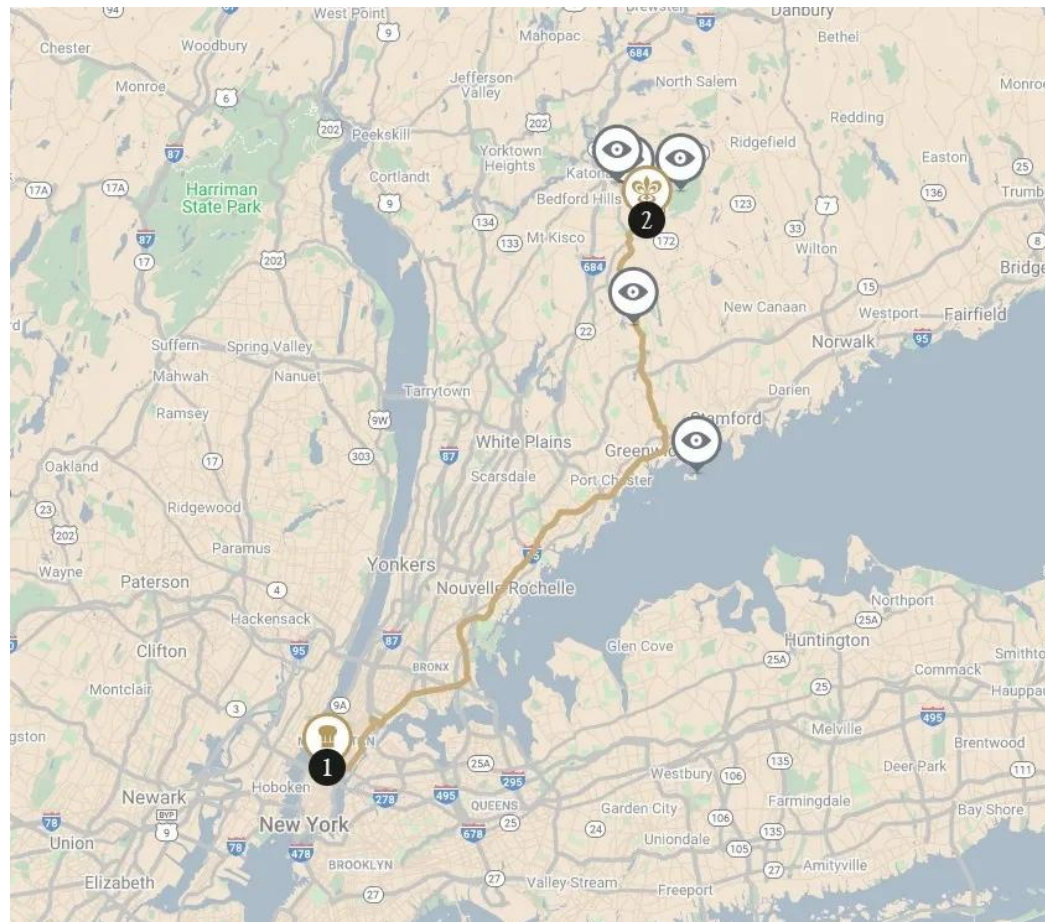 West Point
9
Brewster
84
Danbury
94
Chester
Woodbury
Mahopac
684
Bethel
Monroe
6
Jefferson
Valley
North Salem
202
Peekskill
202
Redding
Yorktown
Heights
Ridgefield
87
Cortlandt
Easton
25
17A
17A
Harriman
State Park
9
Bedford Hills
123
7
136
134
2
133
Mt Kisco
172
33
87
17
202
684
Wilton
8
New Canaan
15
Westport
Fairfield
22
95
Norwalk
Suffern
Spring Valley
Mahwah
Nanuet
Tarrytown
Darien
Ramsey
9W
Stamford
White Plains
303
87
17
Oakland
Scarsdale
Port Chester
23
202
Ridgewood
Paramus
Yonkers
Wayne
Paterson
4
Nouvelle Rochelle
Hackensack
Northport
25A
87
95
Clifton
Glen Cove
Huntington
BRONX
25A
Commack
Montclair
25
3
9A
495
Melville
Brentwood
25A
135
1
Westbury
106
Deer Park
111
Hoboken
295
Newark
278
495
QUEENS
Garden City
Farmingdale
Bay Shore
BYP
78
9
New York
25
24
106
135
Union
678
Uniondale
78
478
105
BROOKLYN
Amityville
Elizabeth
27
27
Valley Stream
Freeport
27